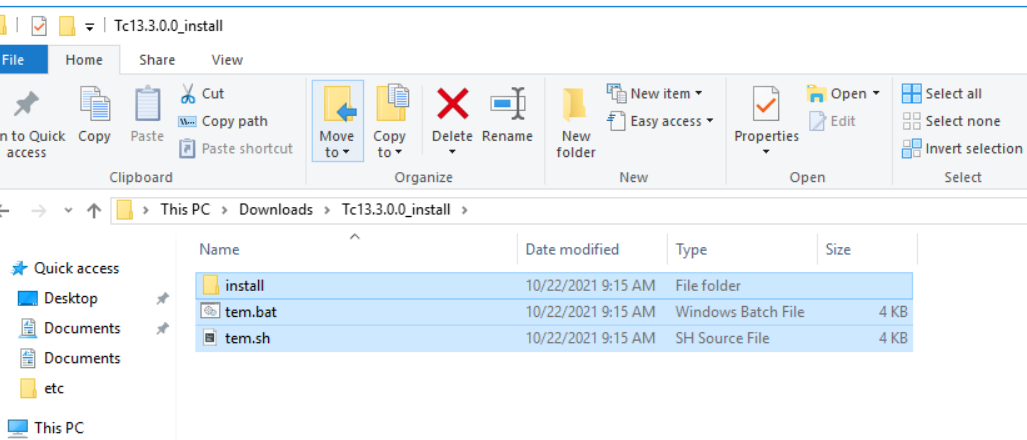 Tc13.3.0.0_install
File Home Share View
Cut
Copy path
Paste shortcut
n to Quick access
Copy
Paste
Move to
Copy to
Delete
Rename
New folder
New item
Easy access
Properties
Open
Edit
Select all
Select none
Invert selection
Clipboard Organize New Open Select
This PC > Downloads > Tc13.3.0.0_install >
Name Date modified Type Size
Quick access
Desktop
Documents
Documents
etc
This PC
install 10/22/2021 9:15 AM File folder
tem.bat 10/22/2021 9:15 AM Windows Batch File 4 KB
tem.sh 10/22/2021 9:15 AM SH Source File 4 KB